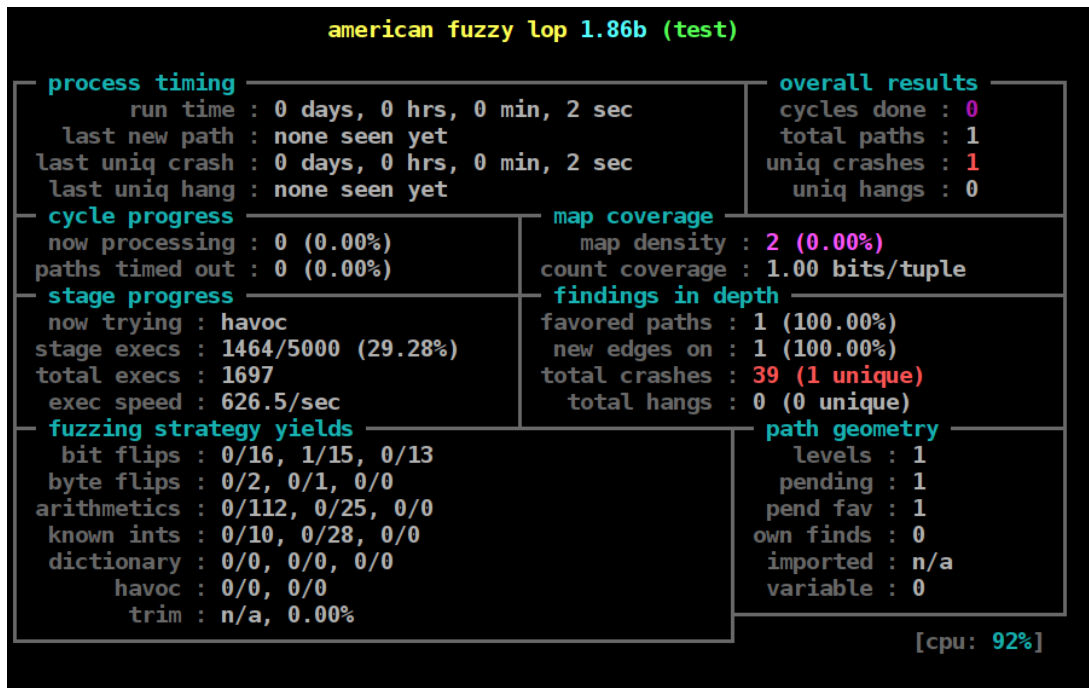 american fuzzy lop 1.86b (test)
process timing
run time : 0 days, 0 hrs, 0 min, 2 sec
last new path : none seen yet
last uniq crash : 0 days, 0 hrs, 0 min, 2 sec
last uniq hang : none seen yet
overall results
cycles done : 0
total paths : 1
uniq crashes : 1
uniq hangs : 0
cycle progress
now processing : 0 (0.00%)
paths timed out : 0 (0.00%)
map coverage
map density : 2 (0.00%)
count coverage : 1.00 bits/tuple
stage progress
now trying : havoc
stage execs : 1464/5000 (29.28%)
total execs : 1697
exec speed : 626.5/sec
findings in depth
favored paths : 1 (100.00%)
new edges on : 1 (100.00%)
total crashes : 39 (1 unique)
total hangs : 0 (0 unique)
fuzzing strategy yields
bit flips : 0/16, 1/15, 0/13
byte flips : 0/2, 0/1, 0/0
arithmetics : 0/112, 0/25, 0/0
known ints : 0/10, 0/28, 0/0
dictionary : 0/0, 0/0, 0/0
havoc : 0/0, 0/0
trim : n/a, 0.00%
path geometry
levels : 1
pending : 1
pend fav : 1
own finds : 0
imported : n/a
variable : 0
[cpu: 92%]